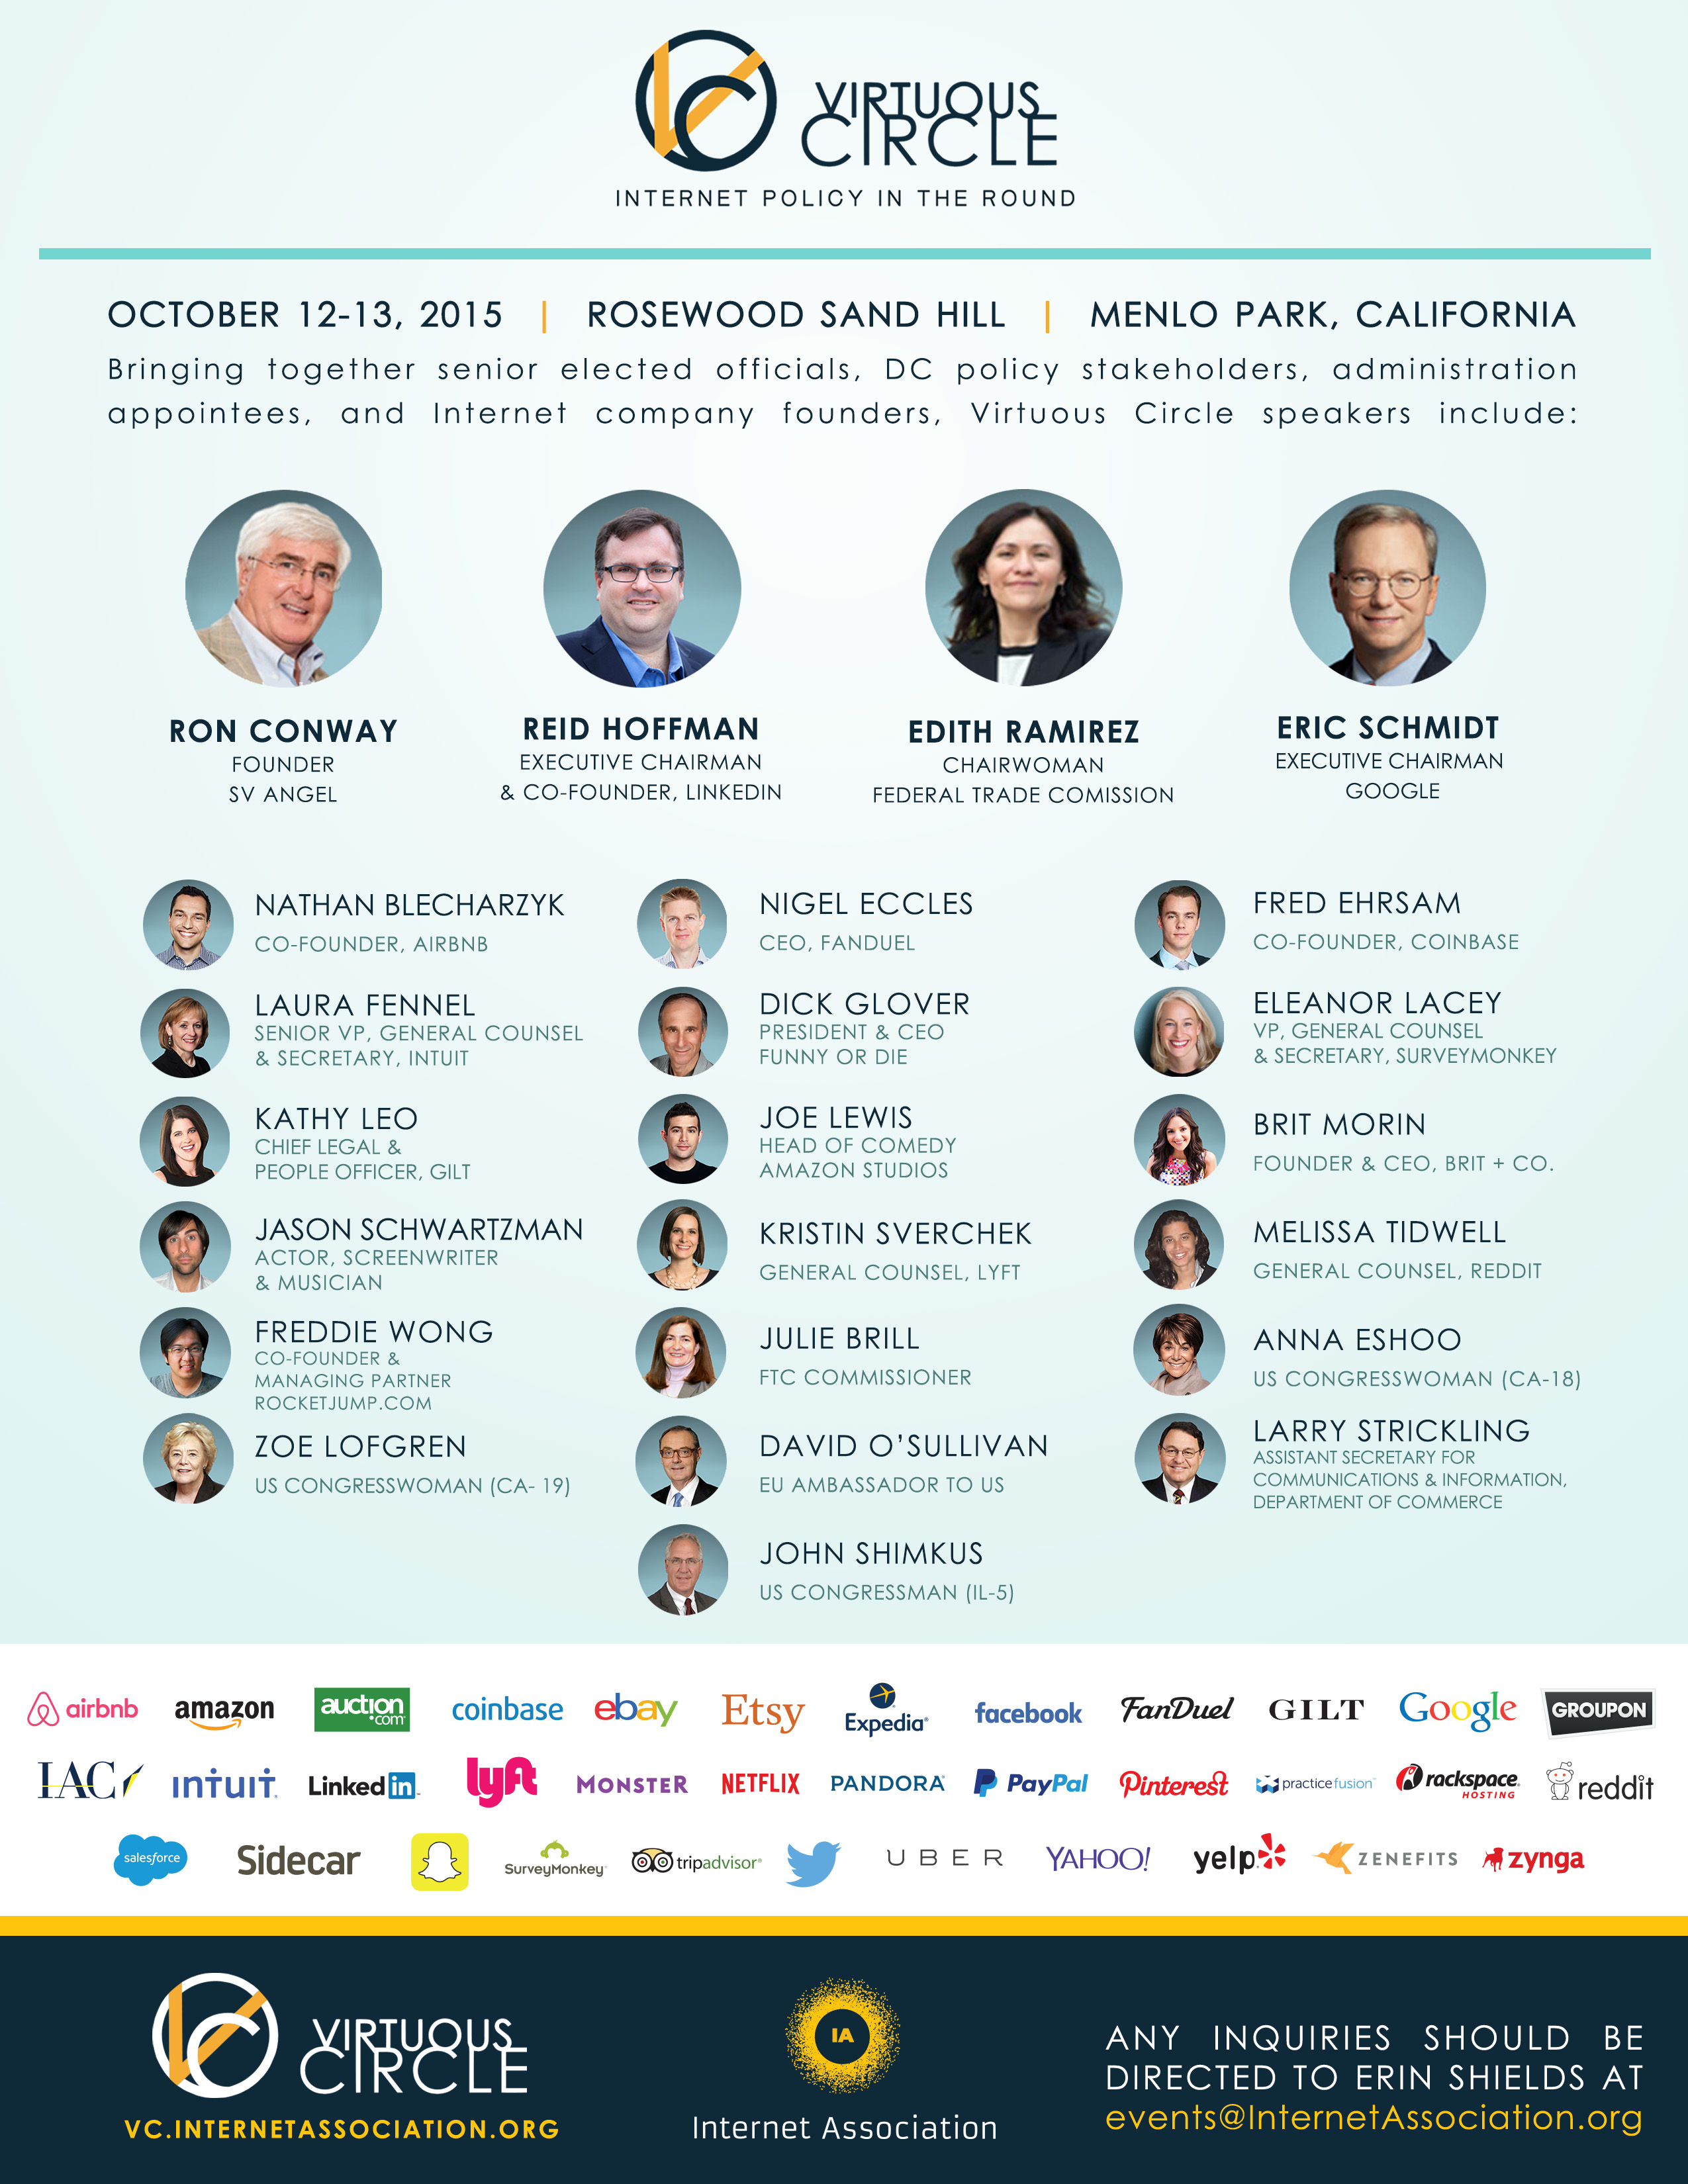 VC
VIRTUOUS
CIRCLE
INTERNET POLICY IN THE ROUND
OCTOBER 12-13, 2015 | ROSEWOOD SAND HILL | MENLO PARK, CALIFORNIA
Bringing together senior elected officials, DC policy stakeholders, administration
appointees, and Internet company founders, Virtuous Circle speakers include:
RON CONWAY
FOUNDER
SV ANGEL
REID HOFFMAN
EXECUTIVE CHAIRMAN
& CO-FOUNDER, LINKEDIN
EDITH RAMIREZ
CHAIRWOMAN
FEDERAL TRADE COMISSION
ERIC SCHMIDT
EXECUTIVE CHAIRMAN
GOOGLE
NATHAN BLECHARZYK
CO-FOUNDER, AIRBNB
NIGEL ECCLES
CEO, FANDUEL
FRED EHRSAM
CO-FOUNDER, COINBASE
LAURA FENNEL
SENIOR VP, GENERAL COUNSEL
& SECRETARY, INTUIT
DICK GLOVER
PRESIDENT & CEO
FUNNY OR DIE
ELEANOR LACEY
VP, GENERAL COUNSEL
& SECRETARY, SURVEYMONKEY
KATHY LEO
CHIEF LEGAL &
PEOPLE OFFICER, GILT
JOE LEWIS
HEAD OF COMEDY
AMAZON STUDIOS
BRIT MORIN
FOUNDER & CEO, BRIT + CO.
JASON SCHWARTZMAN
ACTOR, SCREENWRITER
& MUSICIAN
KRISTIN SVERCHEK
GENERAL COUNSEL, LYFT
MELISSA TIDWELL
GENERAL COUNSEL, REDDIT
FREDDIE WONG
CO-FOUNDER &
MANAGING PARTNER
ROCKETJUMP.COM
JULIE BRILL
FTC COMMISSIONER
ANNA ESHOO
US CONGRESSWOMAN (CA-18)
ZOE LOFGREN
US CONGRESSWOMAN (CA- 19)
DAVID O'SULLIVAN
EU AMBASSADOR TO US
LARRY STRICKLING
ASSISTANT SECRETARY FOR
COMMUNICATIONS & INFORMATION,
DEPARTMENT OF COMMERCE
JOHN SHIMKUS
US CONGRESSMAN (IL-5)
airbnb amazon auction.com coinbase ebay Etsy Expedia® facebook FanDuel GILT Google GROUPON
IAC intuit. Linked in MONSTER NETFLIX PANDORA® PayPal Pinterest practice fusion rackspace® HOSTING reddit
lyft
salesforce Sidecar SurveyMonkey tripadvisor® UBER YAHOO! yelp ZENEFITS zynga
VC
VIRTUOUS
CIRCLE
VC.INTERNETASSOCIATION.ORG
IA
Internet Association
ANY INQUIRIES SHOULD BE
DIRECTED TO ERIN SHIELDS AT
events@InternetAssociation.org